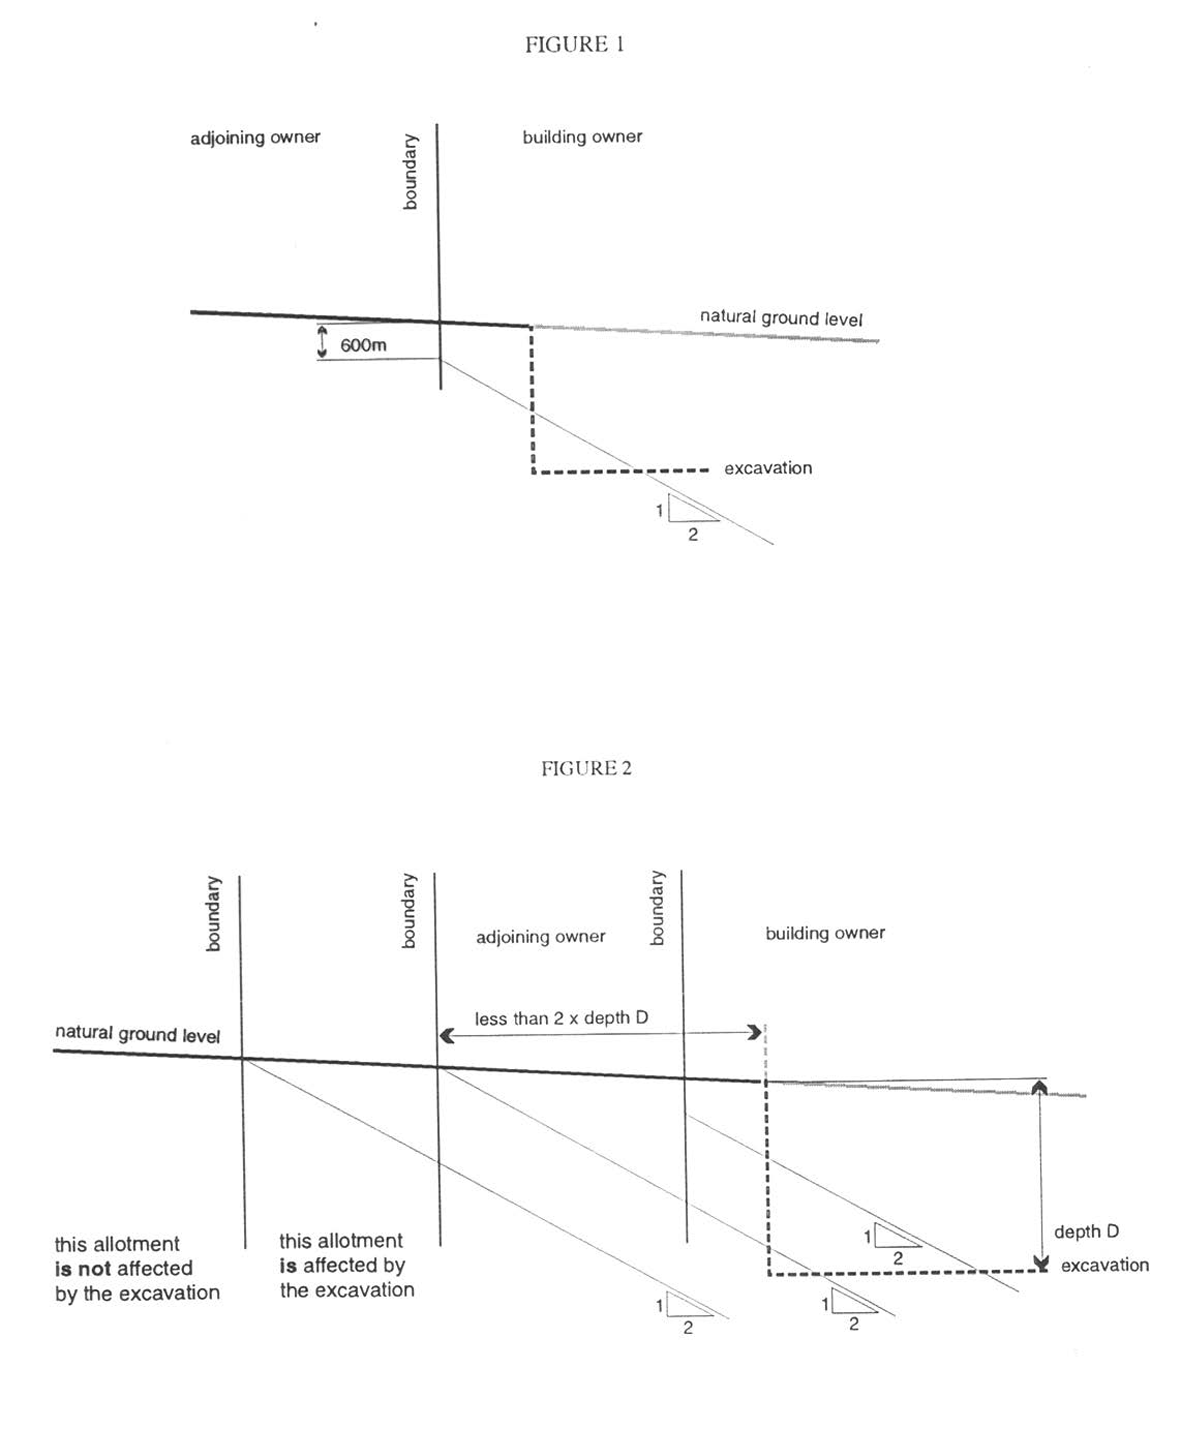 FIGURE 1
adjoining owner
boundary
building owner
natural ground level
600m
excavation
1
2
FIGURE 2
boundary
boundary
boundary
adjoining owner
building owner
less than 2 x depth D
natural ground level
this allotment
is not affected
by the excavation
this allotment
is affected by
the excavation
1
2
depth D
excavation
1
2
1
2